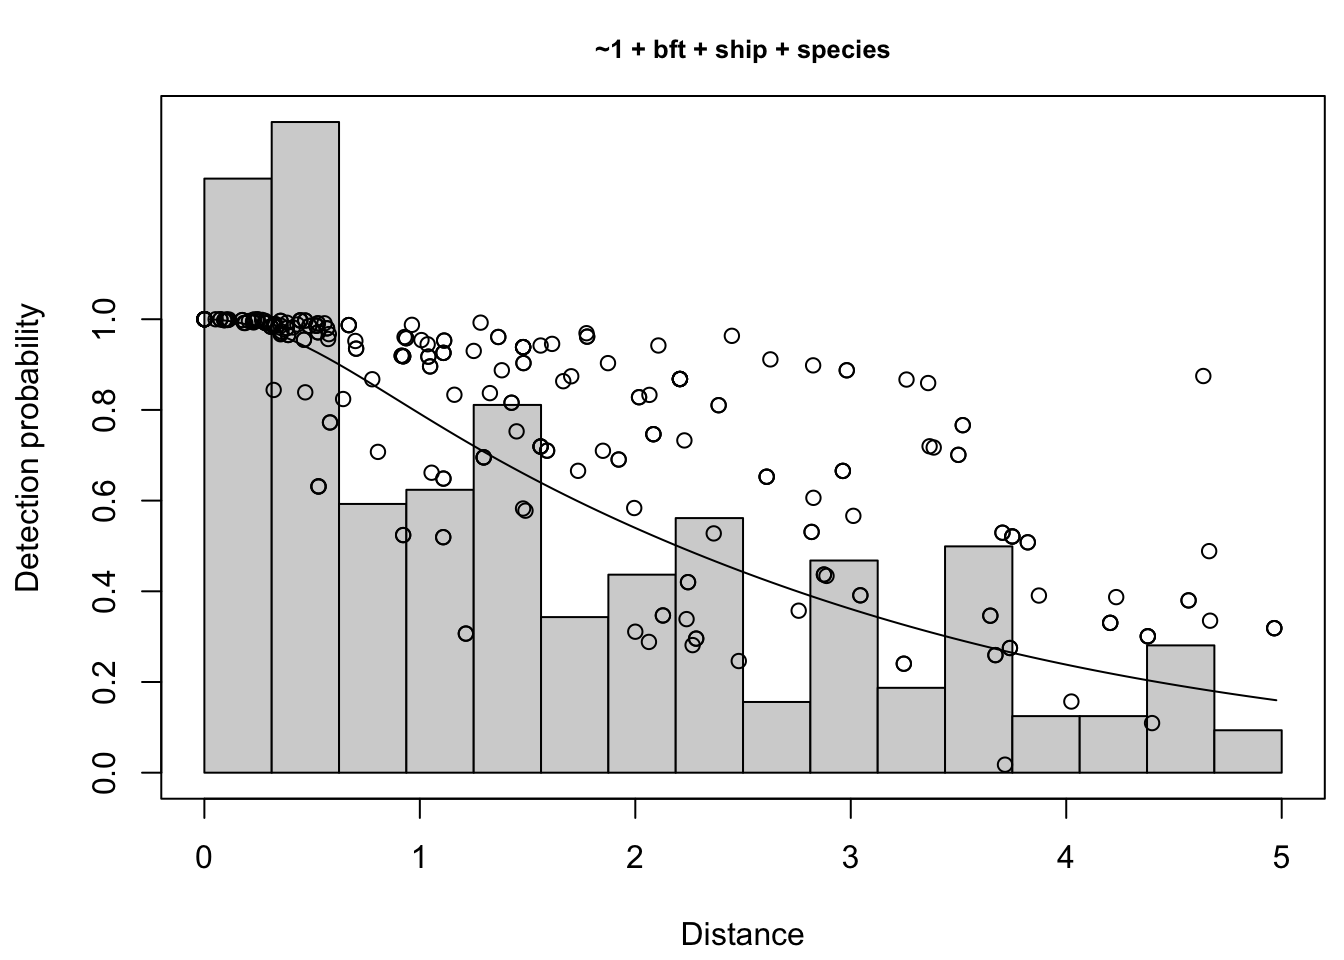 ~1 + bft + ship + species
Detection probability
1.0
0.8
0.6
0.4
0.2
0.0
0 1 2 3 4 5
Distance